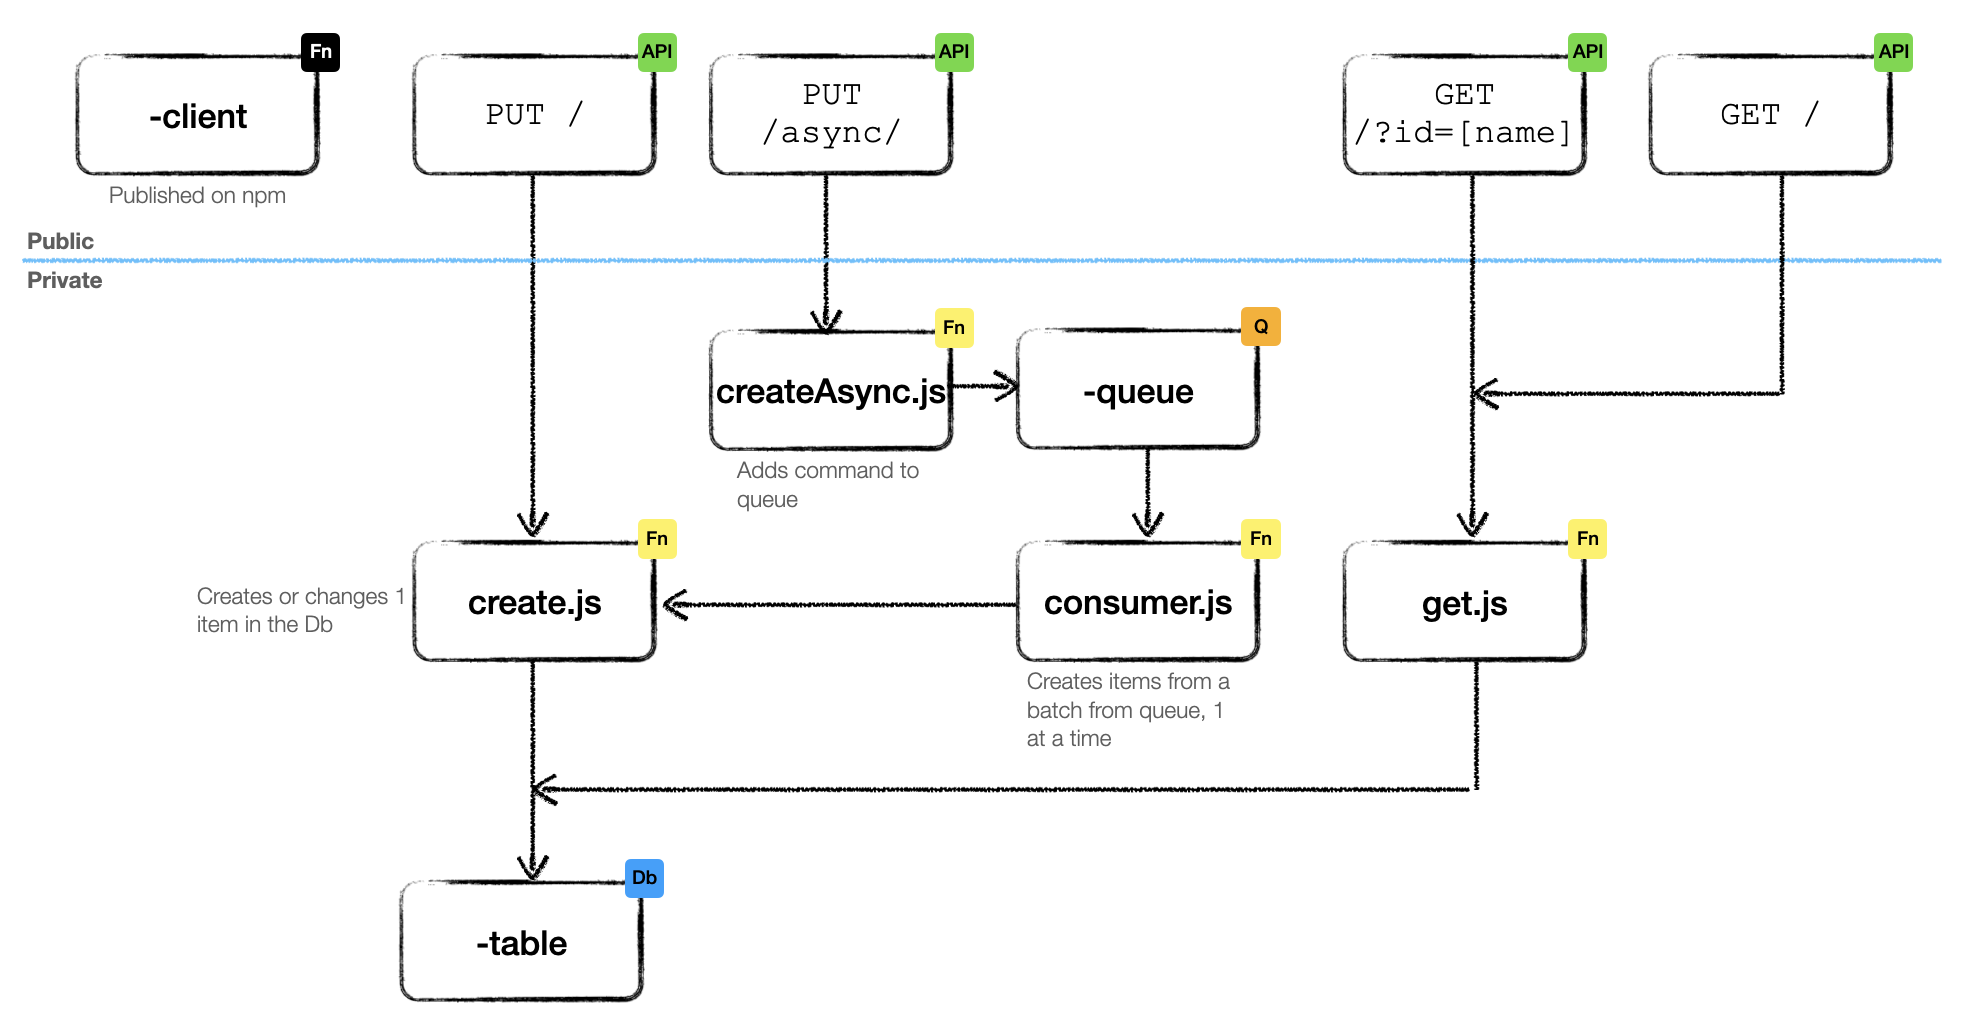 Fn
-client
Published on npm
API
PUT /
API
PUT
/async/
API
GET
/?id=[name]
API
GET /
Public
Private
Fn
createAsync.js
Adds command to
queue
Q
-queue
Fn
create.js
Creates or changes 1
item in the Db
Fn
consumer.js
Creates items from a
batch from queue, 1
at a time
Fn
get.js
Db
-table